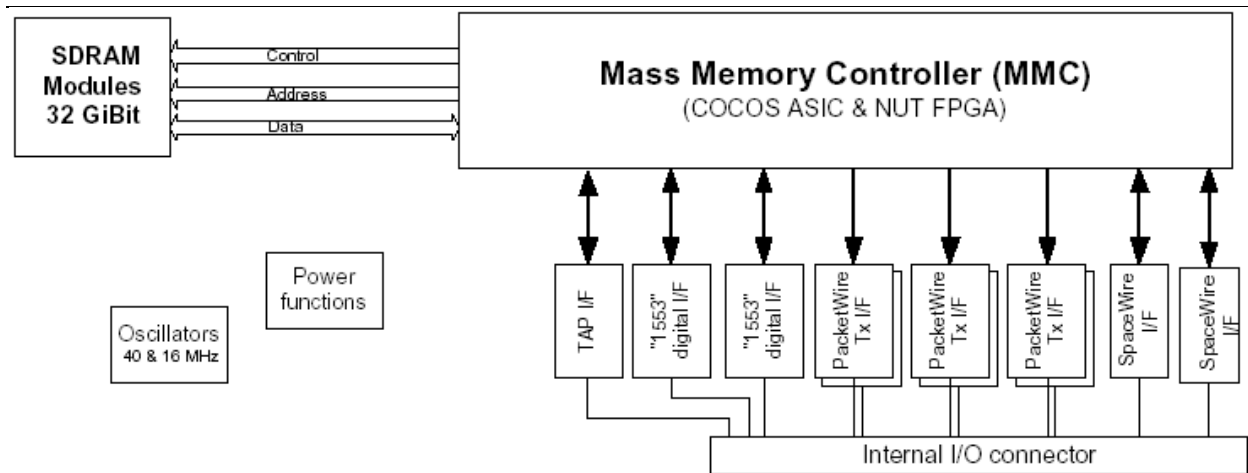 SDRAM
Modules
32 GiBit
Control
Address
Data
Mass Memory Controller (MMC)
(COCOS ASIC & NUT FPGA)
Power
functions
Oscillators
40 & 16 MHz
TAP I/F
"1553"
digital I/F
"1553"
digital I/F
PacketWire
Tx I/F
PacketWire
Tx I/F
PacketWire
Tx I/F
SpaceWire
I/F
SpaceWire
I/F
Internal I/O connector